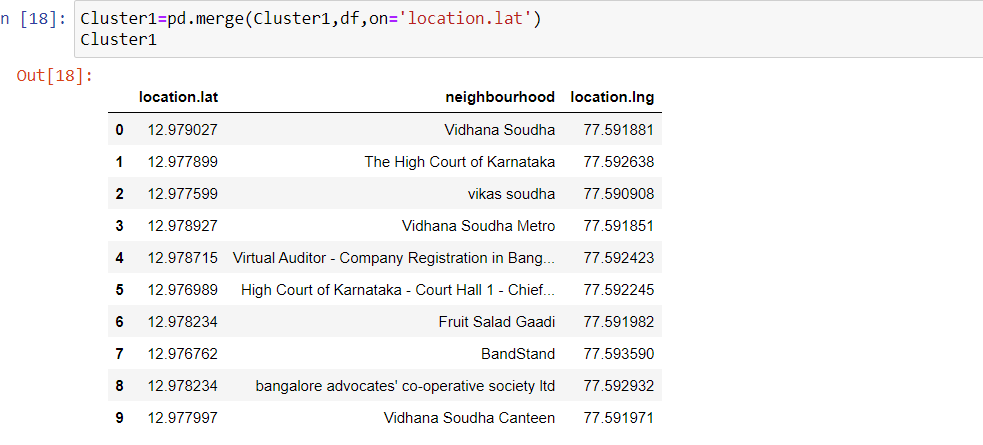 n [18]: Cluster1=pd.merge(Cluster1,df,on='location.lat')
Cluster1
Out[18]:
location.lat neighbourhood location.lng
0 12.979027 Vidhana Soudha 77.591881
1 12.977899 The High Court of Karnataka 77.592638
2 12.977599 vikas soudha 77.590908
3 12.978927 Vidhana Soudha Metro 77.591851
4 12.978715 Virtual Auditor - Company Registration in Bang... 77.592423
5 12.976989 High Court of Karnataka - Court Hall 1 - Chief... 77.592245
6 12.978234 Fruit Salad Gaadi 77.591982
7 12.976762 BandStand 77.593590
8 12.978234 bangalore advocates' co-operative society ltd 77.592932
9 12.977997 Vidhana Soudha Canteen 77.591971